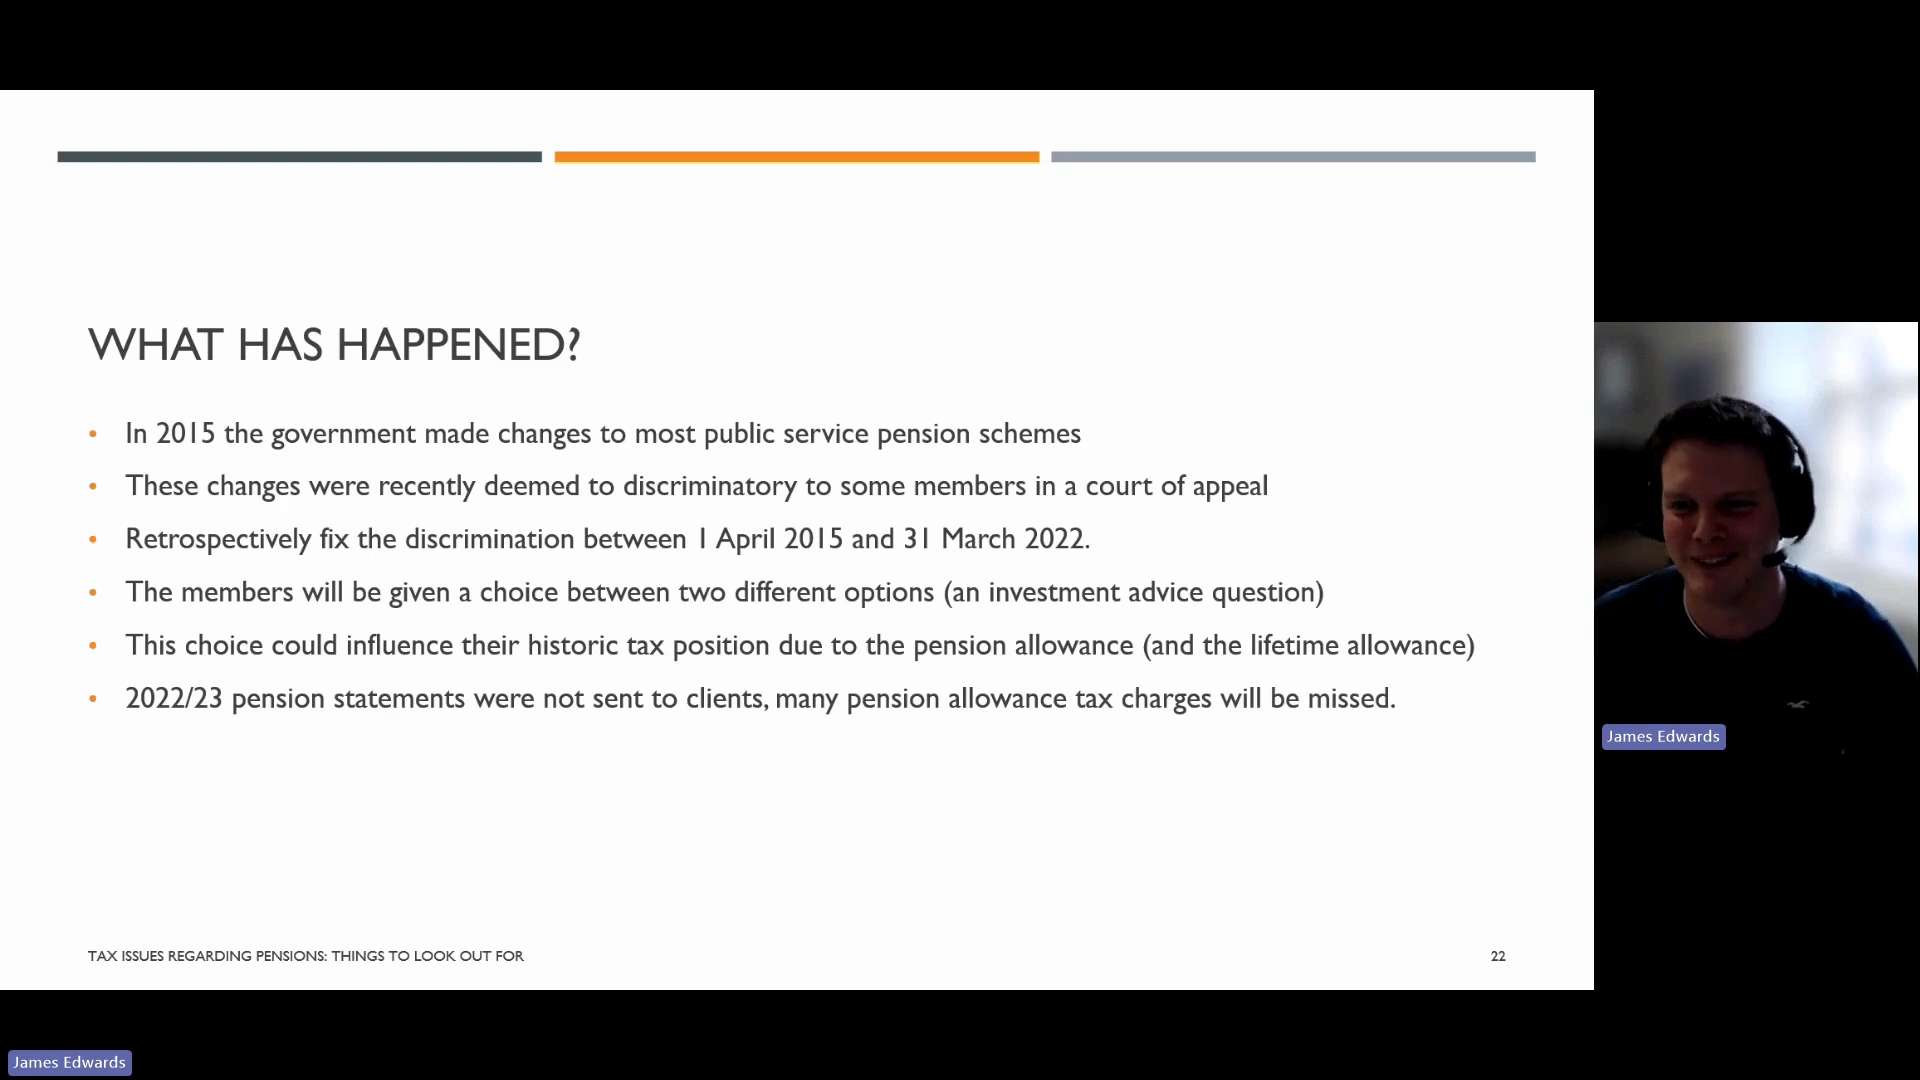 WHAT HAS HAPPENED?
• In 2015 the government made changes to most public service pension schemes
• These changes were recently deemed to discriminatory to some members in a court of appeal
• Retrospectively fix the discrimination between 1 April 2015 and 31 March 2022.
• The members will be given a choice between two different options (an investment advice question)
• This choice could influence their historic tax position due to the pension allowance (and the lifetime allowance)
• 2022/23 pension statements were not sent to clients, many pension allowance tax charges will be missed.
TAX ISSUES REGARDING PENSIONS: THINGS TO LOOK OUT FOR
22
James Edwards
James Edwards